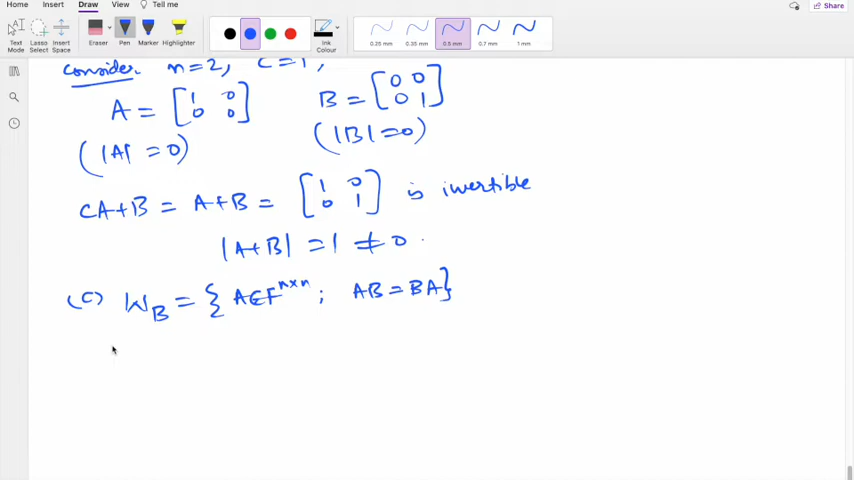 Home Insert Draw View Tell me Share
Text Mode Lasso Select Insert Space Eraser Pen Marker Highlighter Ink Colour 0.25 mm 0.35 mm 0.5 mm 0.7 mm 1 mm
consider n=2, c=1,
A = [1 0 0 0] B = [0 0 0 1]
(|A| = 0) (|B| = 0)
CA+B = A+B = [1 0 0 1] is ivertible
|A+B| = 1 ≠ 0 .
(C) W_B = { A∈F^{n×n} ; AB = BA }